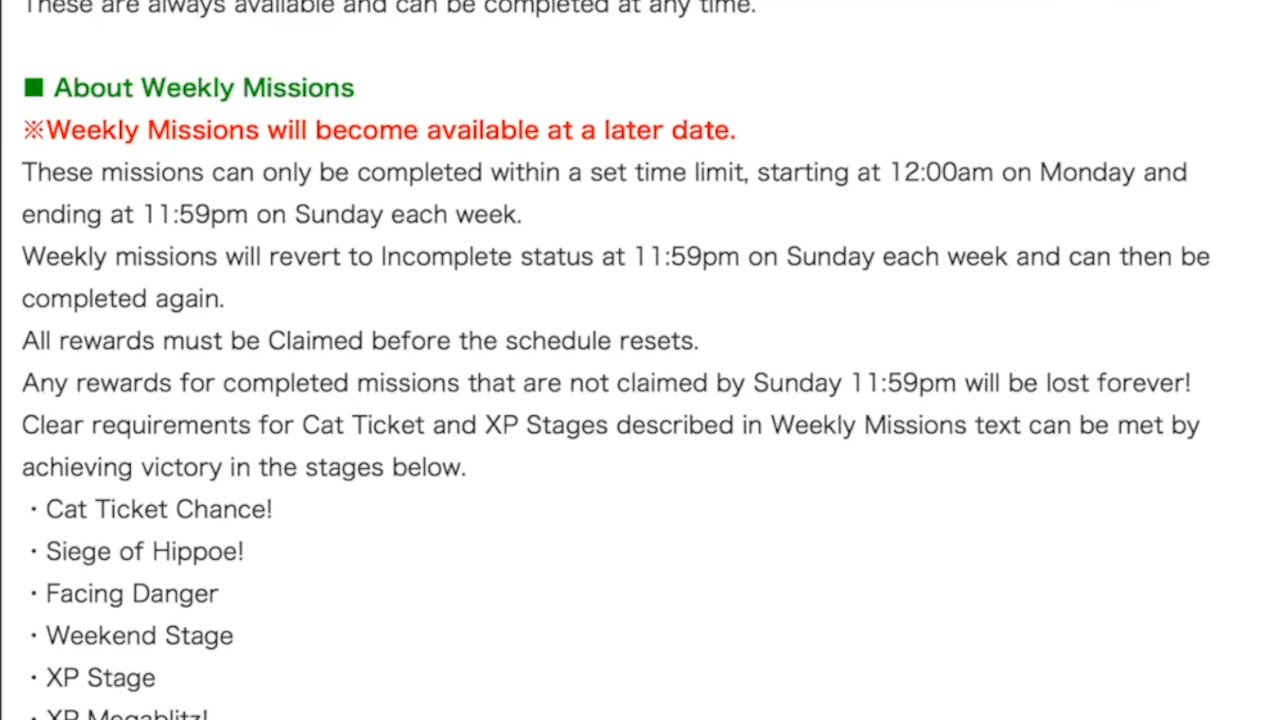 These are always available and can be completed at any time.
■ About Weekly Missions
※Weekly Missions will become available at a later date.
These missions can only be completed within a set time limit, starting at 12:00am on Monday and
ending at 11:59pm on Sunday each week.
Weekly missions will revert to Incomplete status at 11:59pm on Sunday each week and can then be
completed again.
All rewards must be Claimed before the schedule resets.
Any rewards for completed missions that are not claimed by Sunday 11:59pm will be lost forever!
Clear requirements for Cat Ticket and XP Stages described in Weekly Missions text can be met by
achieving victory in the stages below.
・Cat Ticket Chance!
・Siege of Hippoe!
・Facing Danger
・Weekend Stage
・XP Stage
・XP Megablitz!